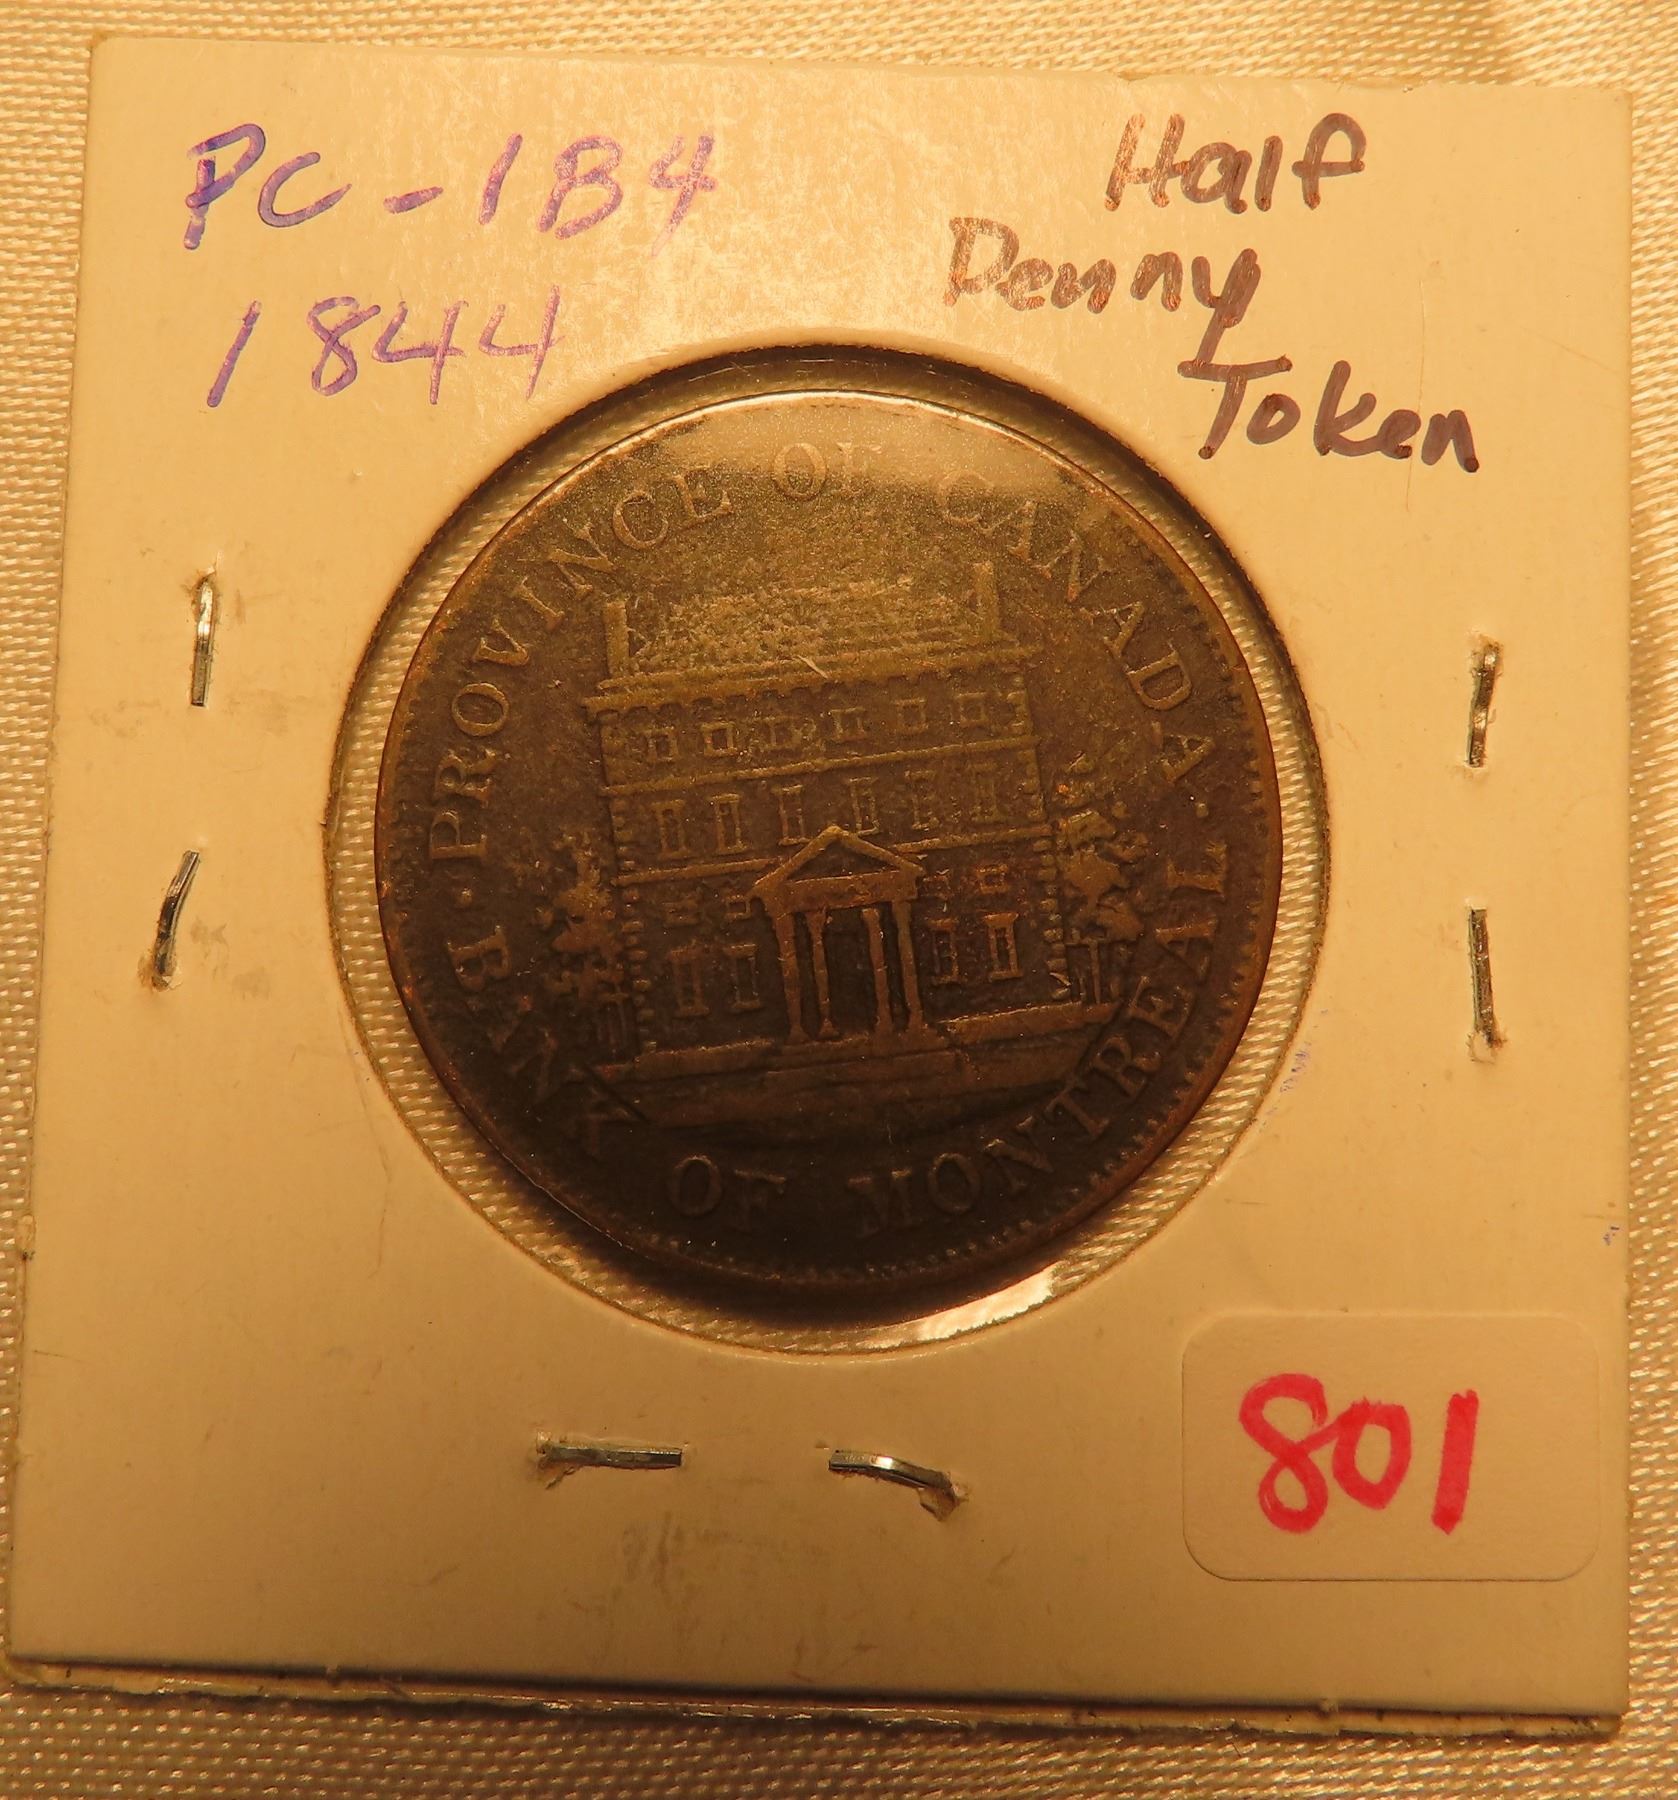 PC-1B4
1844
Half
Penny
Token
PROVINCE OF CANADA
BANK OF MONTREAL
801